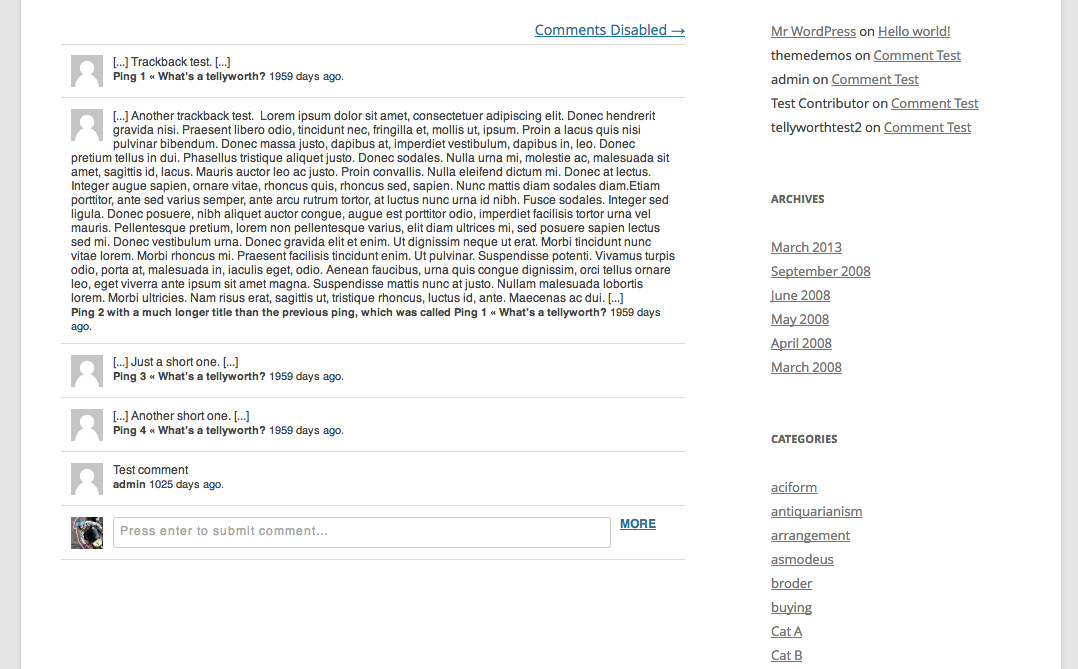 Comments Disabled →
[...] Trackback test. [...]
Ping 1 « What's a tellyworth? 1959 days ago.
[...] Another trackback test.  Lorem ipsum dolor sit amet, consectetuer adipiscing elit. Donec hendrerit
gravida nisi. Praesent libero odio, tincidunt nec, fringilla et, mollis ut, ipsum. Proin a lacus quis nisi
pulvinar bibendum. Donec massa justo, dapibus at, imperdiet vestibulum, dapibus in, leo. Donec
pretium tellus in dui. Phasellus tristique aliquet justo. Donec sodales. Nulla urna mi, molestie ac, malesuada sit
amet, sagittis id, lacus. Mauris auctor leo ac justo. Proin convallis. Nulla eleifend dictum mi. Donec at lectus.
Integer augue sapien, ornare vitae, rhoncus quis, rhoncus sed, sapien. Nunc mattis diam sodales diam.Etiam
porttitor, ante sed varius semper, ante arcu rutrum tortor, at luctus nunc urna id nibh. Fusce sodales. Integer sed
ligula. Donec posuere, nibh aliquet auctor congue, augue est porttitor odio, imperdiet facilisis tortor urna vel
mauris. Pellentesque pretium, lorem non pellentesque varius, elit diam ultrices mi, sed posuere sapien lectus
sed mi. Donec vestibulum urna. Donec gravida elit et enim. Ut dignissim neque ut erat. Morbi tincidunt nunc
vitae lorem. Morbi rhoncus mi. Praesent facilisis tincidunt enim. Ut pulvinar. Suspendisse potenti. Vivamus turpis
odio, porta at, malesuada in, iaculis eget, odio. Aenean faucibus, urna quis congue dignissim, orci tellus ornare
leo, eget viverra ante ipsum sit amet magna. Suspendisse mattis nunc at justo. Nullam malesuada lobortis
lorem. Morbi ultricies. Nam risus erat, sagittis ut, tristique rhoncus, luctus id, ante. Maecenas ac dui. [...]
Ping 2 with a much longer title than the previous ping, which was called Ping 1 « What's a tellyworth? 1959 days
ago.
[...] Just a short one. [...]
Ping 3 « What's a tellyworth? 1959 days ago.
[...] Another short one. [...]
Ping 4 « What's a tellyworth? 1959 days ago.
Test comment
admin 1025 days ago.
Press enter to submit comment...
MORE
Mr WordPress on Hello world!
themedemos on Comment Test
admin on Comment Test
Test Contributor on Comment Test
tellyworthtest2 on Comment Test
ARCHIVES
March 2013
September 2008
June 2008
May 2008
April 2008
March 2008
CATEGORIES
aciform
antiquarianism
arrangement
asmodeus
broder
buying
Cat A
Cat B